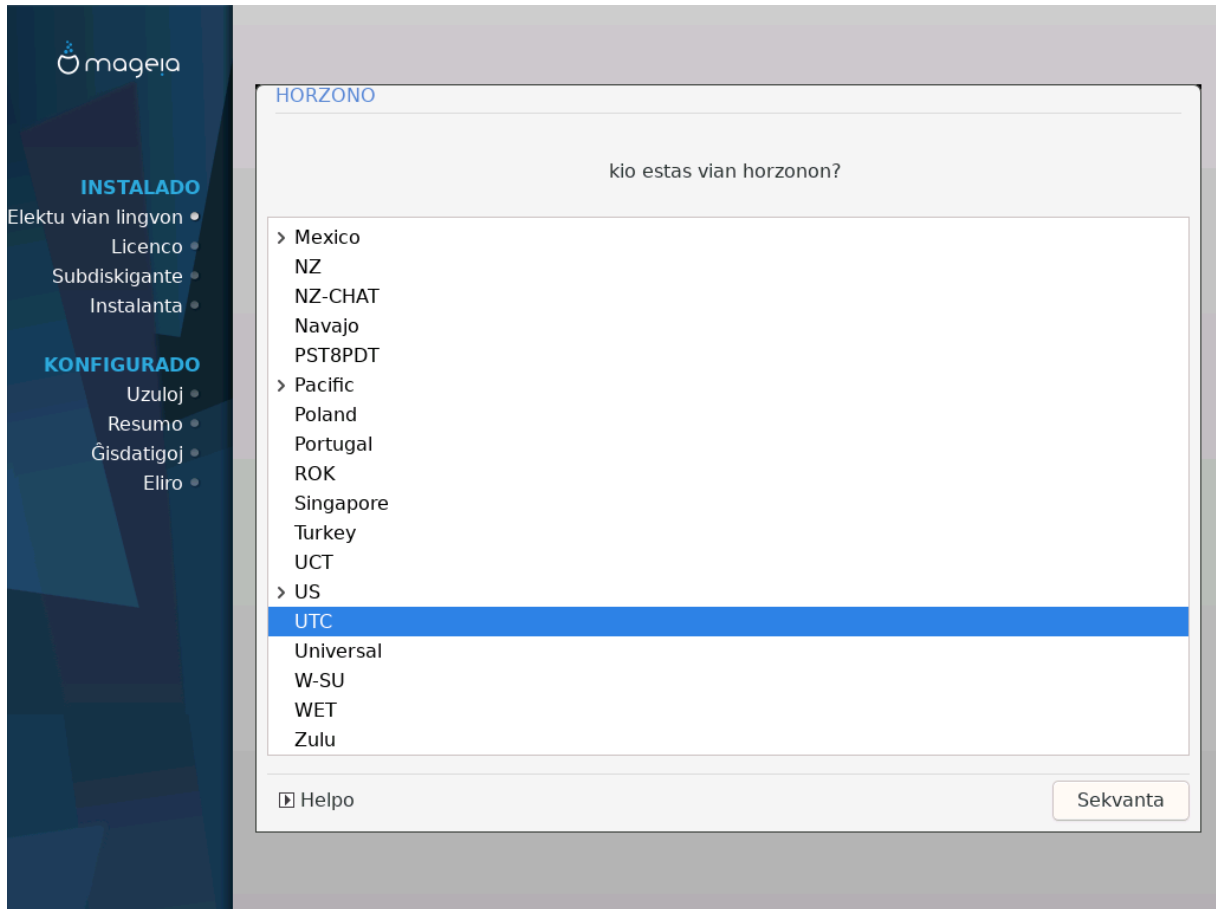 mageia
INSTALADO
Elektu vian lingvon
Licenco
Subdiskigante
Instalanta
KONFIGURADO
Uzuloj
Resumo
Ĝisdatigoj
Eliro
HORZONO
kio estas vian horzonon?
Mexico
NZ
NZ-CHAT
Navajo
PST8PDT
Pacific
Poland
Portugal
ROK
Singapore
Turkey
UCT
US
UTC
Universal
W-SU
WET
Zulu
Helpo
Sekvanta